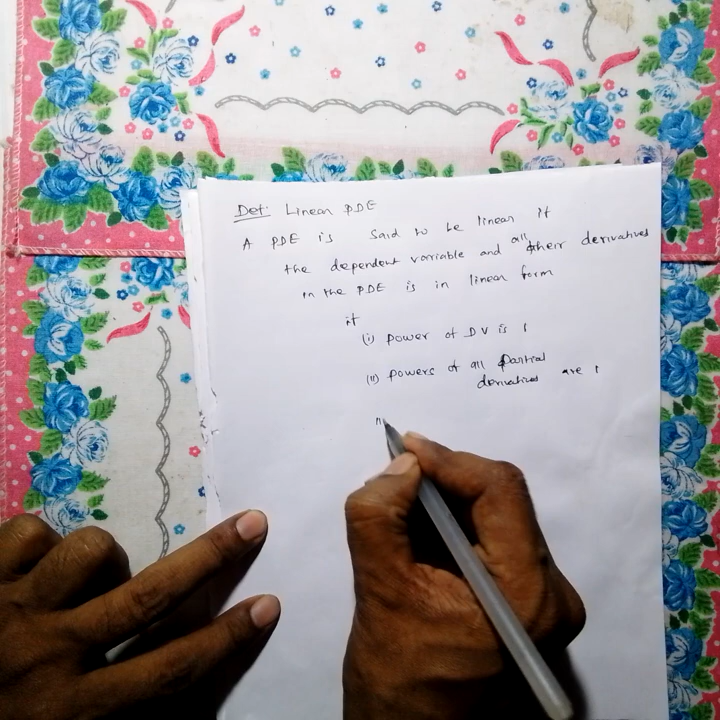 Def: Linear PDE
A PDE is said to be linear if
the dependent variable and all their derivatives
in the PDE is in linear form
if
(i) power of DV is 1
(ii) powers of all partial
derivatives are 1